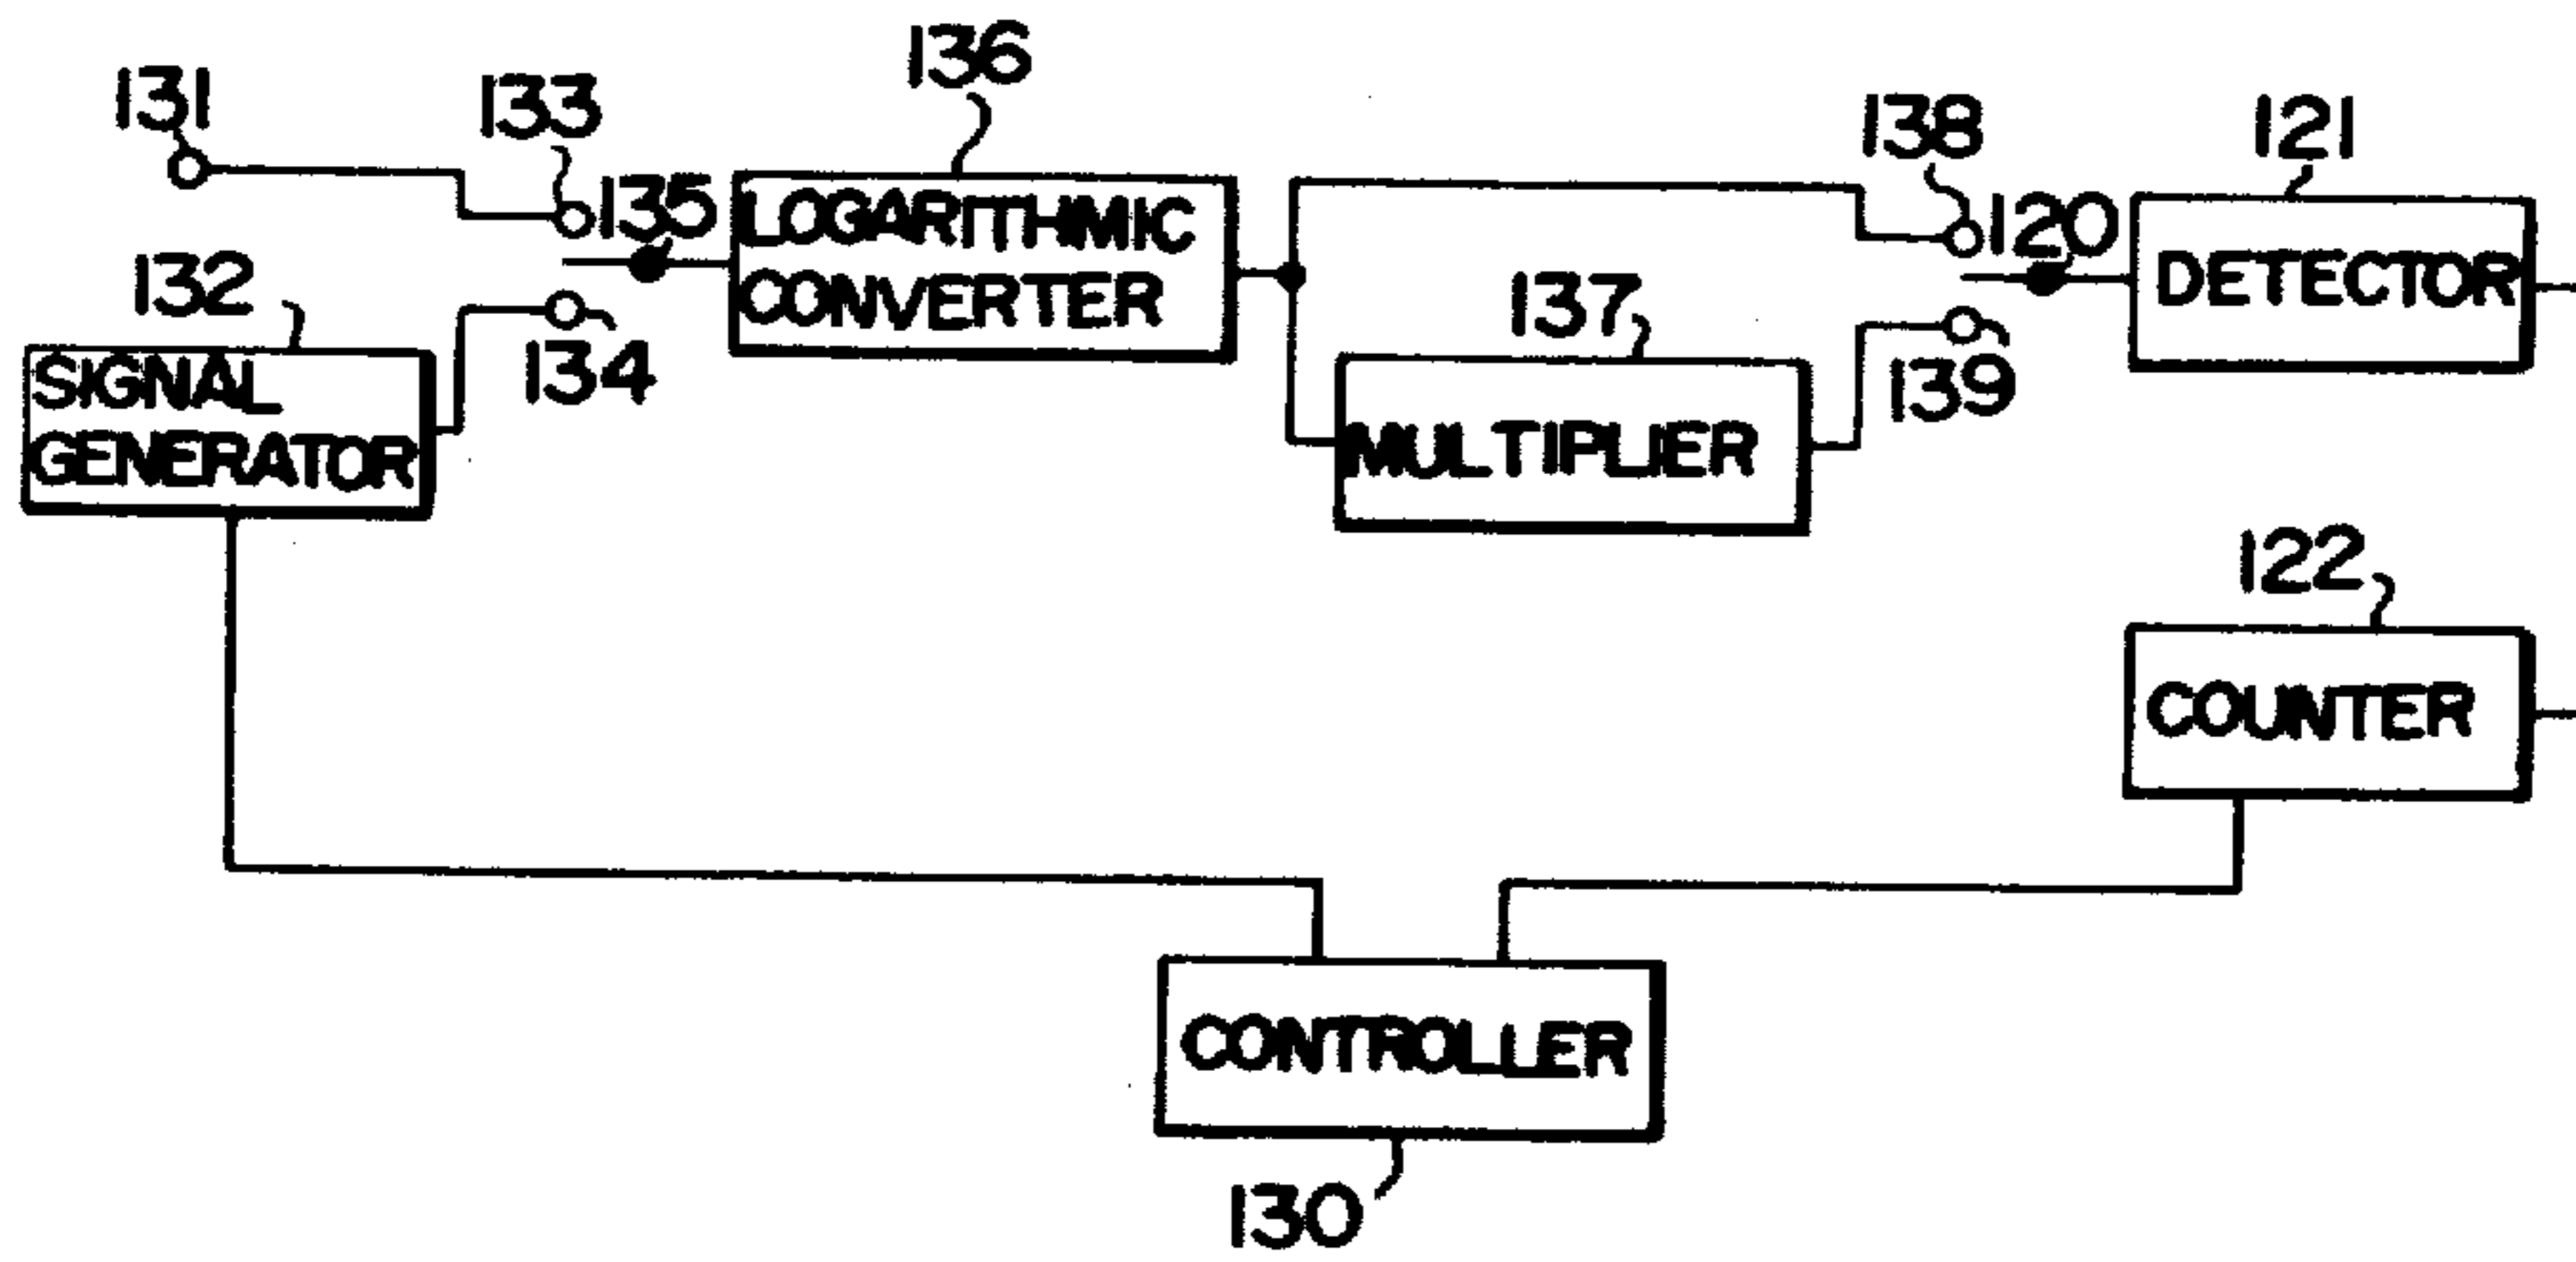 136
131
133
138
121
135
120
LOGARITHMIC
CONVERTER
132
137
DETECTOR
134
139
SIGNAL
GENERATOR
MULTIPLIER
122
COUNTER
CONTROLLER
130